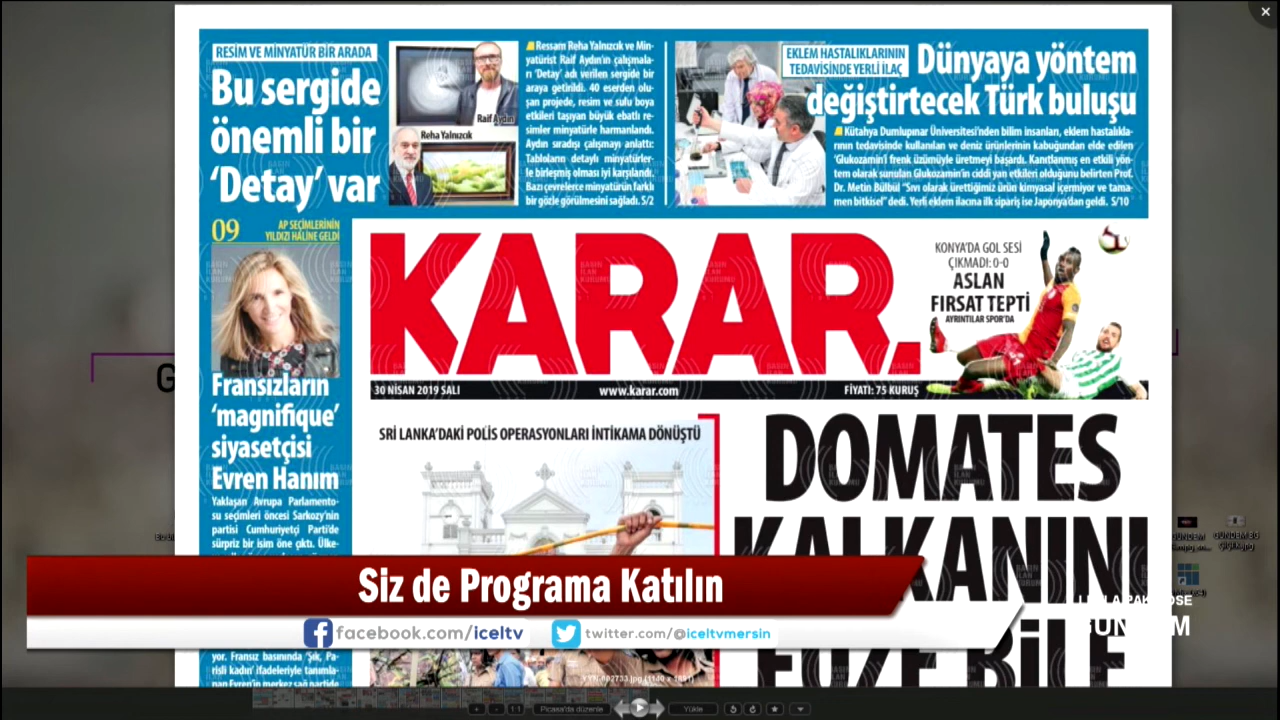 RESİM VE MİNYATÜR BİR ARADA
Bu sergide
önemli bir
‘Detay’ var
Raif Aydın
Reha Yalnızcık
Ressam Reha Yalnızcık ve Min-
yatürist Raif Aydın'ın çalışmala-
rı ‘Detay’ adı verilen sergide bir
araya getirildi. 40 eserden olu-
şan projede, resim ve sufu boya
etkileri taşıyan büyük ebatlı re-
simler minyatürle harmanlandı.
Aydın sıradışı çalışmayı anlattı:
Tabloların detaylı minyatürler-
le birleşmiş olması iyi karşılandı.
Bazı çevrelerce minyatürün farklı
bir gözle görülmesini sağladı. S/2
EKLEM HASTALIKLARININ
TEDAVİSİNDE YERLİ İLAÇ
Dünyaya yöntem
değiştirtecek Türk buluşu
Kütahya Dumlupınar Üniversitesi'nden bilim insanları, eklem hastalıkla-
rının tedavisinde kullanılan ve deniz ürünlerinin kabuğundan elde edilen
‘Glukozamin’i frenk üzümüyle üretmeyi başardı. Kanıtlanmış en etkili yön-
tem olarak sunulan Glukozamin'in ciddi yan etkileri olduğunu belirten Prof.
Dr. Metin Bülbül “Sıvı olarak ürettiğimiz ürün kimyasal içermiyor ve tama-
men bitkisel” dedi. Yerli eklem ilacına ilk sipariş ise Japonya'dan geldi. S/10
09
AP SEÇİMLERİNİN
YILDIZI HALİNE GELDİ
Fransızların
‘magnifique’
siyasetçisi
Evren Hanım
Yaklaşan Avrupa Parlamento-
su seçimleri öncesi Sarkozy'nin
partisi Cumhuriyetçi Parti'de
sürpriz bir isim öne çıktı. Ülke-
yor. Fransız basınında ‘Şık, Pa-
risli kadın’ ifadeleriyle tanımla-
nan Evren'in merkez sağ partide
KARAR.
30 NİSAN 2019 SALI
www.karar.com
FİYATI: 75 KURUŞ
KONYA'DA GOL SESİ
ÇIKMADI: 0-0
ASLAN
FIRSAT TEPTİ
AYRINTILAR SPOR'DA
SRİ LANKA'DAKİ POLİS OPERASYONLARI İNTİKAMA DÖNÜŞTÜ
DOMATES
KALKANINI
FÜZE BİLE
Siz de Programa Katılın
facebook.com/iceltv
twitter.com/@iceltvmersin
GÜNDEM
1:1
Picasa'da düzenle
Yükle